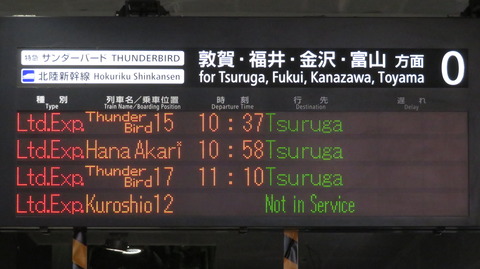 特急 サンダーバード THUNDERBIRD
北陸新幹線 Hokuriku Shinkansen
敦賀・福井・金沢・富山 方面
for Tsuruga, Fukui, Kanazawa, Toyama
0
種 別 列車名/乗車位置 時 刻 行 先 遅 れ
Type Train Name/Boarding Position Departure Time Destination Delay
Ltd.Exp. Thunder Bird 15 10:37 Tsuruga
Ltd.Exp. Hana Akari 10:58 Tsuruga
Ltd.Exp. Thunder Bird 17 11:10 Tsuruga
Ltd.Exp. Kuroshio12 Not in Service